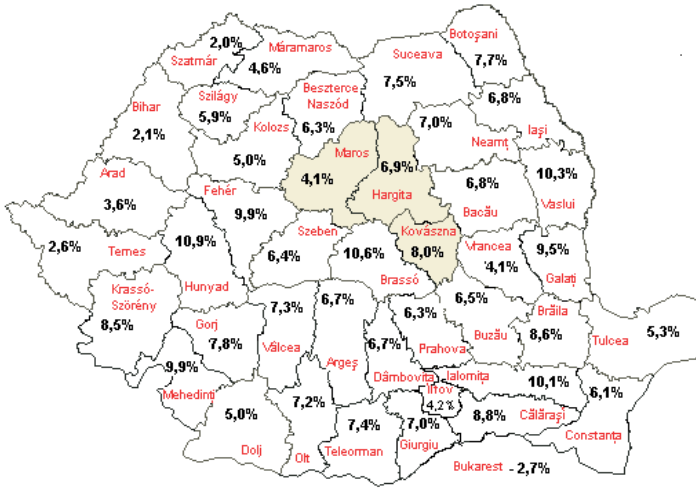 Botoşani
7,7%
2,0%
Szatmár
Máramaros
4,6%
Suceava
7,5%
Szilágy
5,9%
Beszterce
Naszód
6,3%
6,8%
Iaşi
Bihar
2,1%
Kolozs
5,0%
7,0%
Neamţ
Maros
4,1%
6,9%
Hargita
6,8%
Bacău
10,3%
Vaslui
Arad
3,6%
Fehér
9,9%
2,6%
Temes
10,9%
Hunyad
Szeben
6,4%
10,6%
Brassó
Kovászna
8,0%
Vrancea
4,1%
9,5%
Galaţi
Krassó-
Szörény
8,5%
Gorj
7,8%
7,3%
Vâlcea
6,7%
Argeş
6,7%
Dâmboviţa
6,3%
Prahova
6,5%
Buzău
Brăila
8,6%
Tulcea
5,3%
9,9%
Mehedinti
Ialomiţa
10,1%
Ilfov
4,2%
6,1%
Constanţa
5,0%
Dolj
7,2%
Olt
7,4%
Teleorman
7,0%
Giurgiu
8,8%
Călăraşi
Bukarest - 2,7%